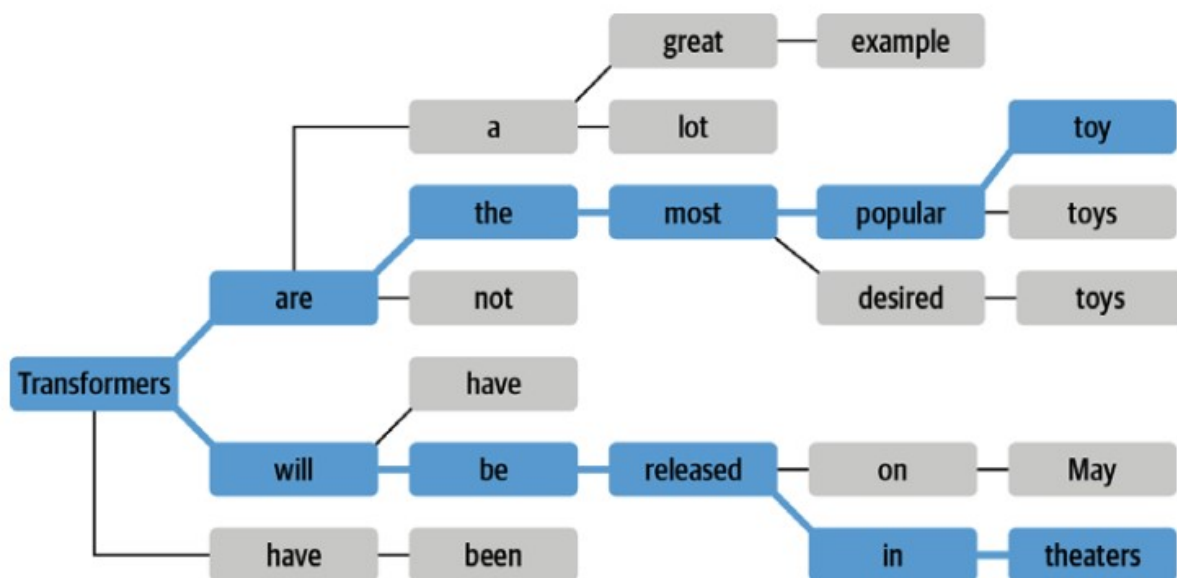 great example
a lot toy
the most popular toys
are not desired toys
Transformers have
will be released on May
have been in theaters